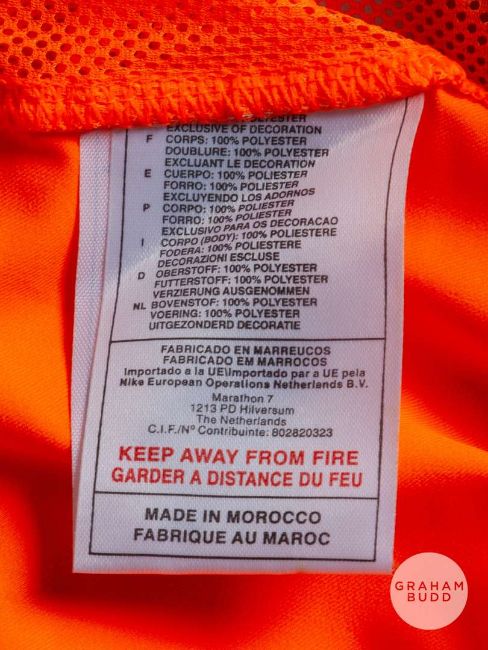 EXCLUSIVE OF DECORATION
F CORPS: 100% POLYESTER
DOUBLURE: 100% POLYESTER
EXCLUANT LE DECORATION
E CUERPO: 100% POLIESTER
FORRO: 100% POLIESTER
EXCLUYENDO LOS ADORNOS
P CORPO: 100% POLIESTER
FORRO: 100% POLIESTER
EXCLUSIVO PARA OS DECORACAO
I CORPO (BODY): 100% POLIESTERE
FODERA: 100% POLIESTERE
DECORAZIONI ESCLUSE
D OBERSTOFF: 100% POLYESTER
FUTTERSTOFF: 100% POLYESTER
VERZIERUNG AUSGENOMMEN
NL BOVENSTOF: 100% POLYESTER
VOERING: 100% POLYESTER
UITGEZONDERD DECORATIE
FABRICADO EN MARREUCOS
FABRICADO EM MARROCOS
Importado a la UE\Importado par a UE pela
Nike European Operations Netherlands B.V.
Marathon 7
1213 PD Hilversum
The Netherlands
C.I.F./Nº Contribuinte: 802820323
KEEP AWAY FROM FIRE
GARDER A DISTANCE DU FEU
MADE IN MOROCCO
FABRIQUE AU MAROC
GRAHAM
BUDD